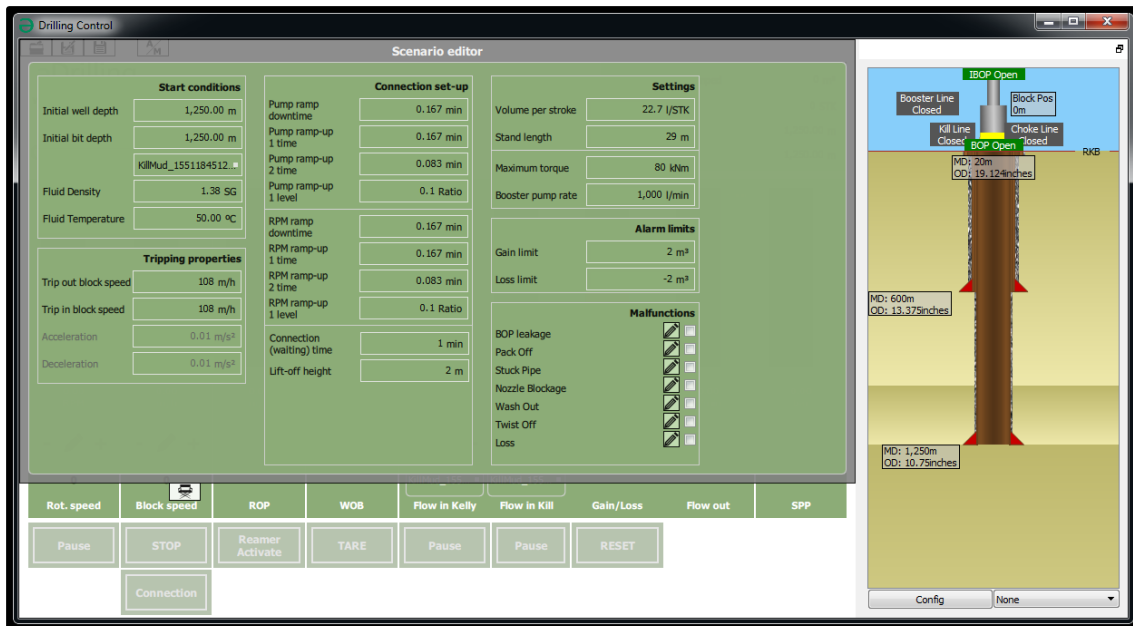 Drilling Control
Scenario editor
A/M
Start conditions
Initial well depth 1,250.00 m
Initial bit depth 1,250.00 m
KillMud_1551184512...
Fluid Density 1.38 SG
Fluid Temperature 50.00 ºC
Tripping properties
Trip out block speed 108 m/h
Trip in block speed 108 m/h
Acceleration 0.01 m/s²
Deceleration 0.01 m/s²
Connection set-up
Pump ramp
downtime 0.167 min
Pump ramp-up
1 time 0.167 min
Pump ramp-up
2 time 0.083 min
Pump ramp-up
1 level 0.1 Ratio
RPM ramp
downtime 0.167 min
RPM ramp-up
1 time 0.167 min
RPM ramp-up
2 time 0.083 min
RPM ramp-up
1 level 0.1 Ratio
Connection
(waiting) time 1 min
Lift-off height 2 m
Settings
Volume per stroke 22.7 l/STK
Stand length 29 m
Maximum torque 80 kNm
Booster pump rate 1,000 l/min
Alarm limits
Gain limit 2 m³
Loss limit -2 m³
Malfunctions
BOP leakage
Pack Off
Stuck Pipe
Nozzle Blockage
Wash Out
Twist Off
Loss
Rot. speed Block speed ROP WOB Flow in Kelly Flow in Kill Gain/Loss Flow out SPP
Pause STOP Reamer
Activate TARE Pause Pause RESET
Connection
IBOP Open
Booster Line
Closed
Block Pos
0m
Kill Line
Closed
Choke Line
Closed
BOP Open
RKB
MD: 20m
OD: 19.124inches
MD: 600m
OD: 13.375inches
MD: 1,250m
OD: 10.75inches
Config None